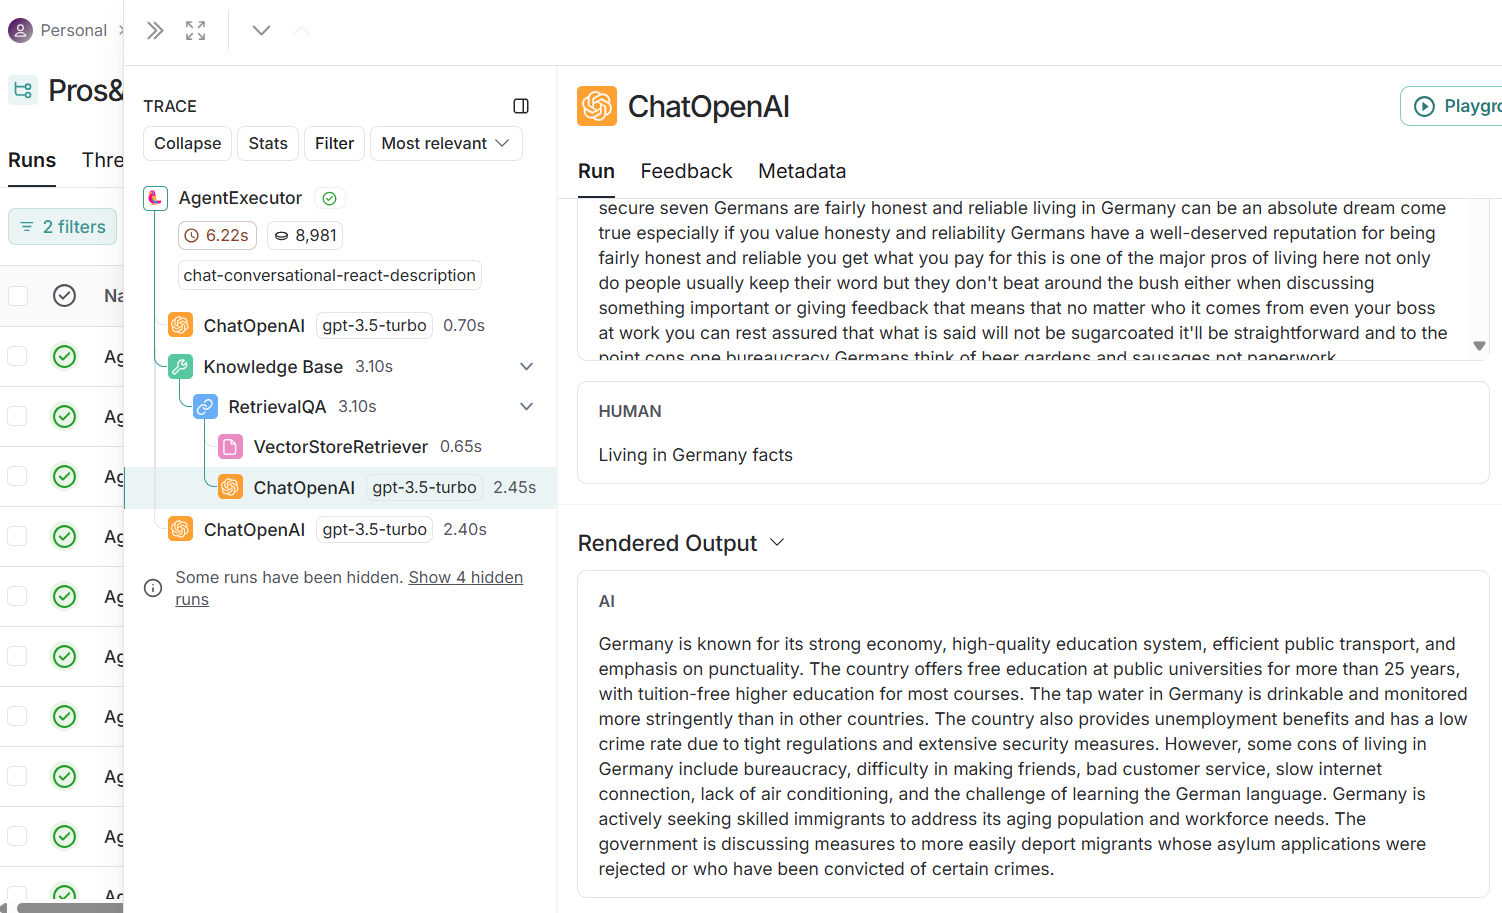 Personal
Pros&
Runs
Thre
2 filters
Na
Ag
Ag
Ag
Ag
Ag
Ag
Ag
Ag
Ag
Ag
TRACE
Collapse
Stats
Filter
Most relevant
AgentExecutor
6.22s
8,981
chat-conversational-react-description
ChatOpenAI gpt-3.5-turbo 0.70s
Knowledge Base 3.10s
RetrievalQA 3.10s
VectorStoreRetriever 0.65s
ChatOpenAI gpt-3.5-turbo 2.45s
ChatOpenAI gpt-3.5-turbo 2.40s
Some runs have been hidden. Show 4 hidden
runs
ChatOpenAI
Playgro
Run
Feedback
Metadata
secure seven Germans are fairly honest and reliable living in Germany can be an absolute dream come
true especially if you value honesty and reliability Germans have a well-deserved reputation for being
fairly honest and reliable you get what you pay for this is one of the major pros of living here not only
do people usually keep their word but they don't beat around the bush either when discussing
something important or giving feedback that means that no matter who it comes from even your boss
at work you can rest assured that what is said will not be sugarcoated it'll be straightforward and to the
point cons one bureaucracy Germans think of beer gardens and sausages not paperwork
HUMAN
Living in Germany facts
Rendered Output
AI
Germany is known for its strong economy, high-quality education system, efficient public transport, and
emphasis on punctuality. The country offers free education at public universities for more than 25 years,
with tuition-free higher education for most courses. The tap water in Germany is drinkable and monitored
more stringently than in other countries. The country also provides unemployment benefits and has a low
crime rate due to tight regulations and extensive security measures. However, some cons of living in
Germany include bureaucracy, difficulty in making friends, bad customer service, slow internet
connection, lack of air conditioning, and the challenge of learning the German language. Germany is
actively seeking skilled immigrants to address its aging population and workforce needs. The
government is discussing measures to more easily deport migrants whose asylum applications were
rejected or who have been convicted of certain crimes.